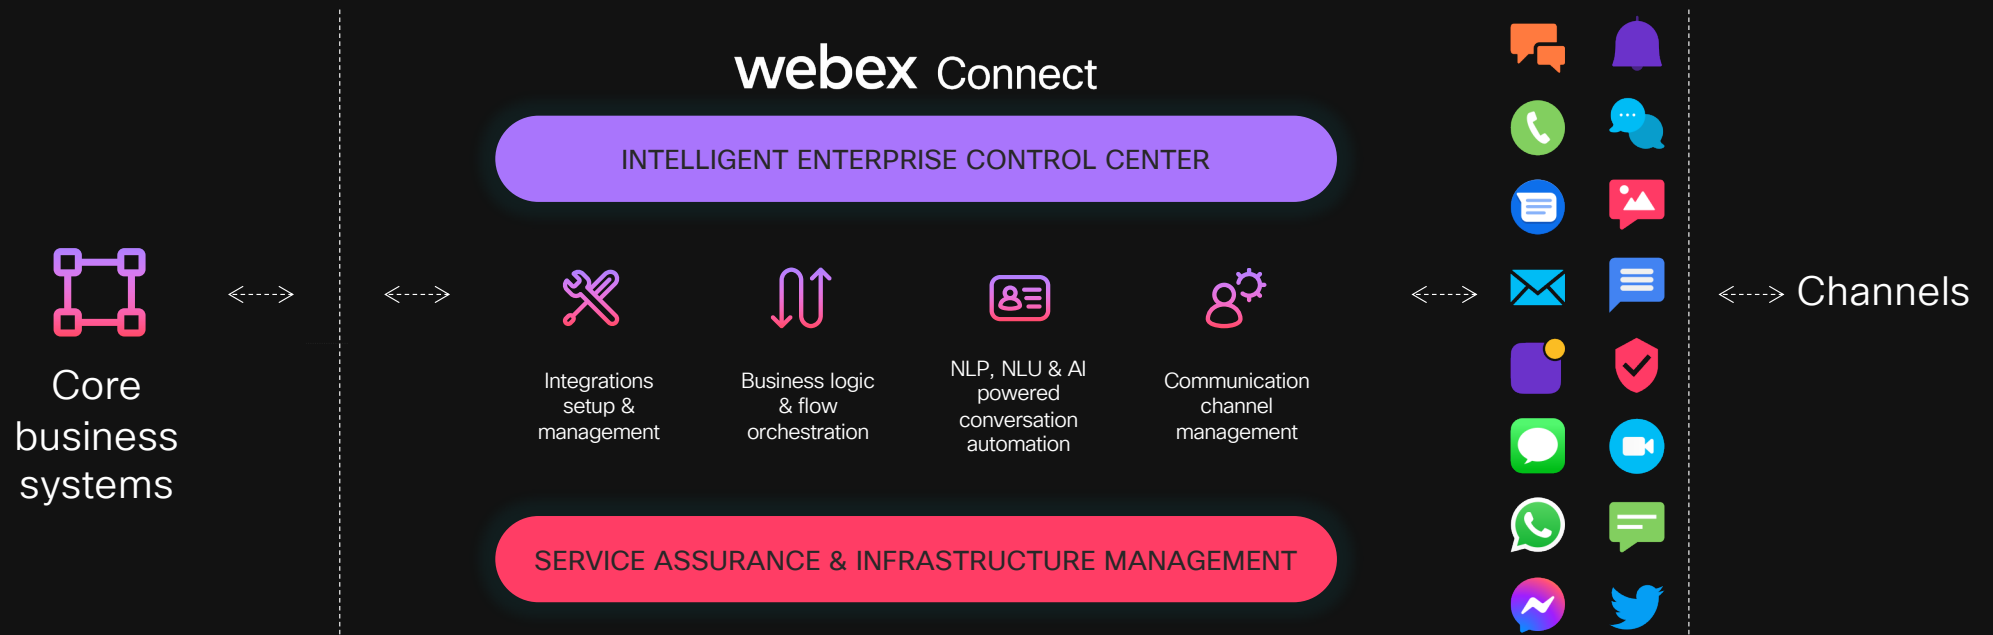 webex Connect
INTELLIGENT ENTERPRISE CONTROL CENTER
Core
business
systems
Integrations
setup &
management
Business logic
& flow
orchestration
NLP, NLU & AI
powered
conversation
automation
Communication
channel
management
Channels
SERVICE ASSURANCE & INFRASTRUCTURE MANAGEMENT